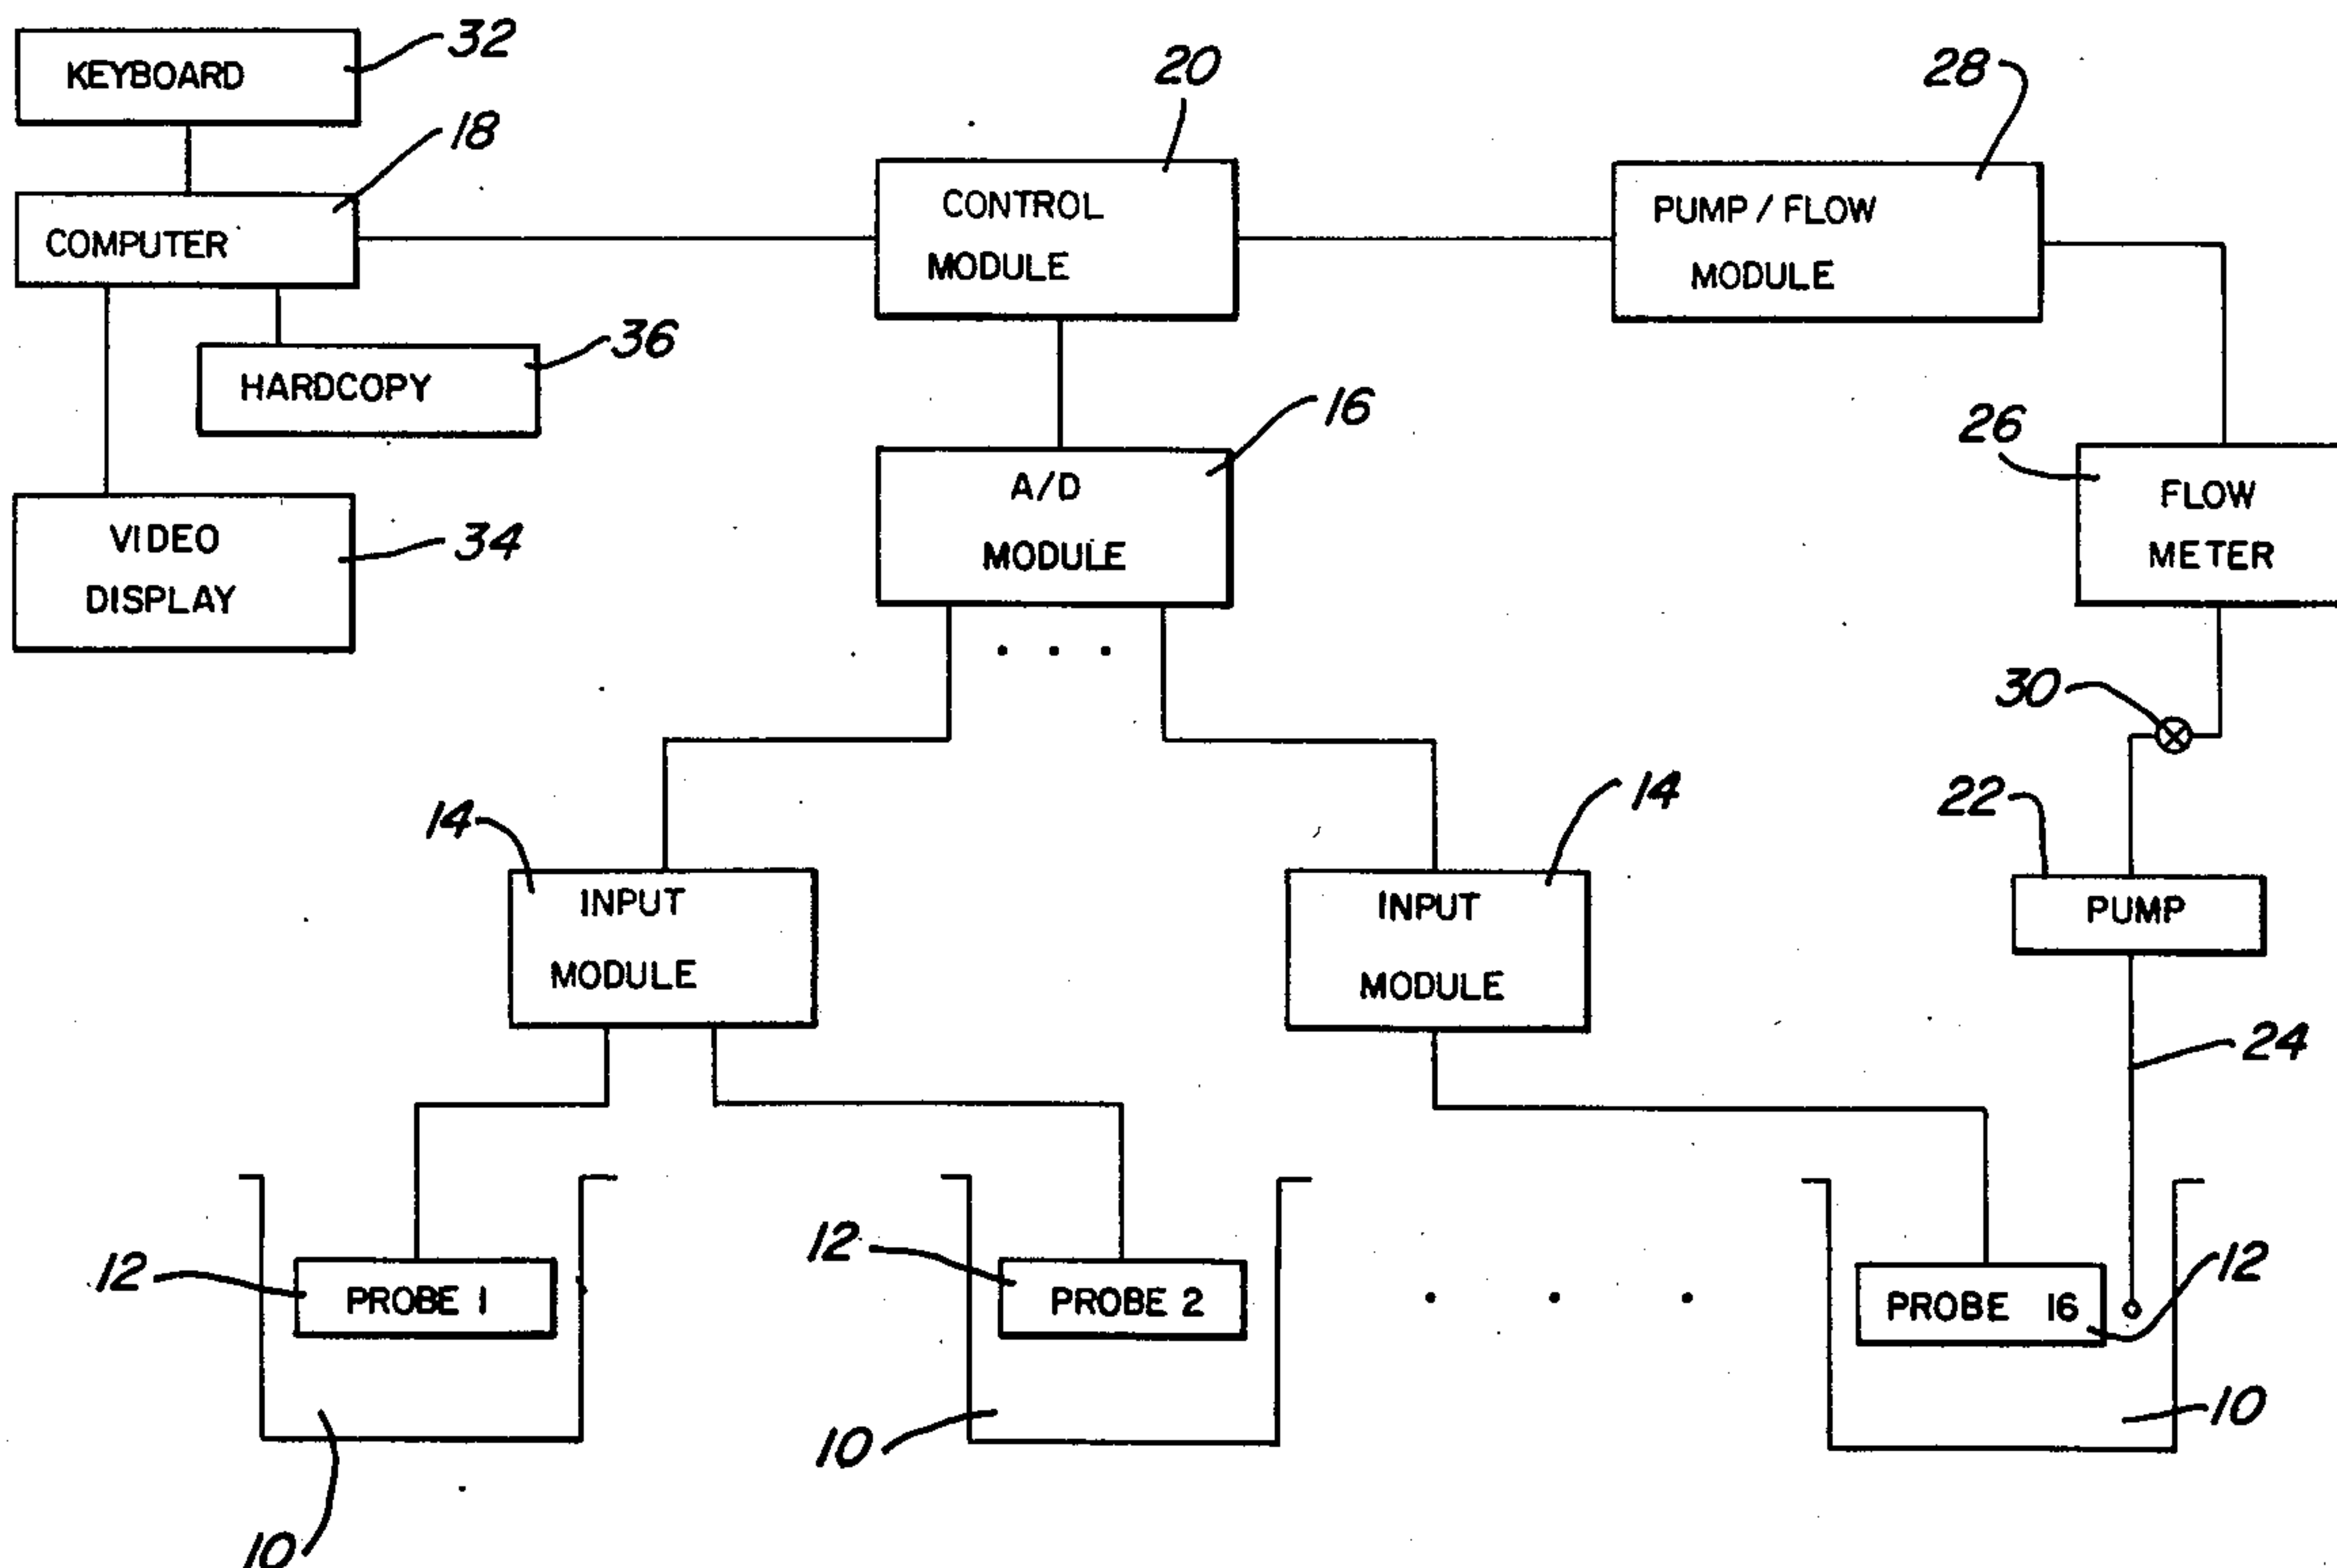 KEYBOARD
32
18
COMPUTER
HARDCOPY
36
VIDEO
DISPLAY
34
20
CONTROL
MODULE
28
PUMP / FLOW
MODULE
16
A/D
MODULE
26
FLOW
METER
30
22
PUMP
24
14
INPUT
MODULE
14
INPUT
MODULE
12
PROBE 1
10
12
PROBE 2
10
PROBE 16
12
10